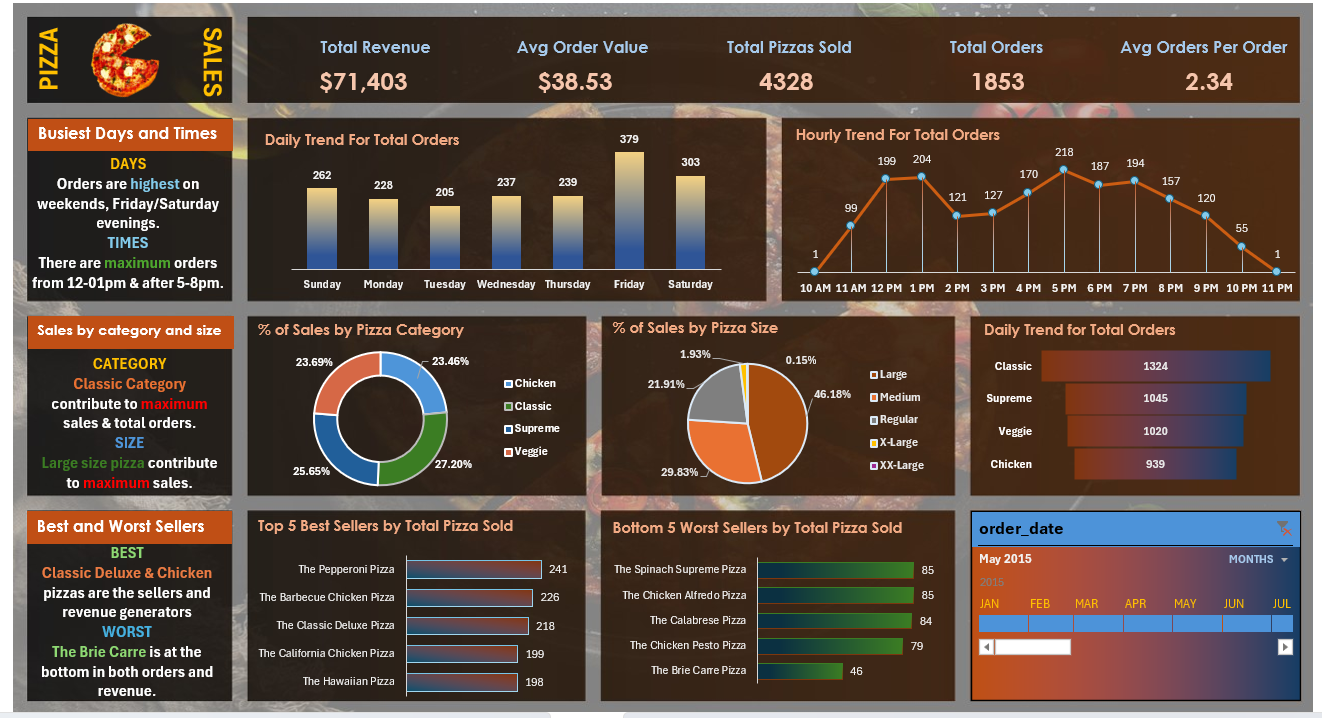 PIZZA
SALES
Total Revenue
$71,403
Avg Order Value
$38.53
Total Pizzas Sold
4328
Total Orders
1853
Avg Orders Per Order
2.34
Busiest Days and Times
DAYS
Orders are highest on
weekends, Friday/Saturday
evenings.
TIMES
There are maximum orders
from 12-01pm & after 5-8pm.
Daily Trend For Total Orders
262
228
205
237
239
379
303
Sunday
Monday
Tuesday
Wednesday
Thursday
Friday
Saturday
Hourly Trend For Total Orders
1
99
199
204
121
127
170
218
187
194
157
120
55
1
10 AM
11 AM
12 PM
1 PM
2 PM
3 PM
4 PM
5 PM
6 PM
7 PM
8 PM
9 PM
10 PM
11 PM
Sales by category and size
CATEGORY
Classic Category
contribute to maximum
sales & total orders.
SIZE
Large size pizza contribute
to maximum sales.
% of Sales by Pizza Category
23.69%
23.46%
25.65%
27.20%
Chicken
Classic
Supreme
Veggie
% of Sales by Pizza Size
1.93%
0.15%
21.91%
46.18%
29.83%
Large
Medium
Regular
X-Large
XX-Large
Daily Trend for Total Orders
Classic 1324
Supreme 1045
Veggie 1020
Chicken 939
Best and Worst Sellers
BEST
Classic Deluxe & Chicken
pizzas are the sellers and
revenue generators
WORST
The Brie Carre is at the
bottom in both orders and
revenue.
Top 5 Best Sellers by Total Pizza Sold
The Pepperoni Pizza 241
The Barbecue Chicken Pizza 226
The Classic Deluxe Pizza 218
The California Chicken Pizza 199
The Hawaiian Pizza 198
Bottom 5 Worst Sellers by Total Pizza Sold
The Spinach Supreme Pizza 85
The Chicken Alfredo Pizza 85
The Calabrese Pizza 84
The Chicken Pesto Pizza 79
The Brie Carre Pizza 46
order_date
May 2015
MONTHS
2015
JAN
FEB
MAR
APR
MAY
JUN
JUL